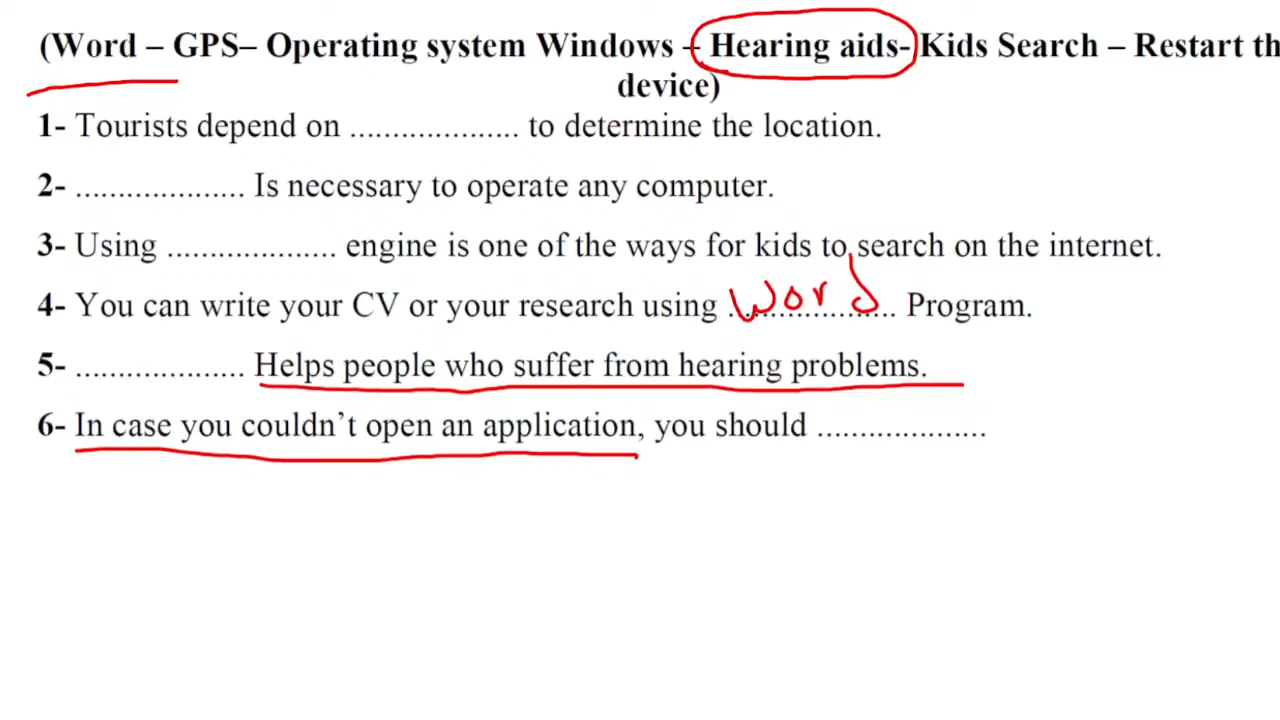 (Word – GPS– Operating system Windows – Hearing aids- Kids Search – Restart th
device)
1- Tourists depend on .................... to determine the location.
2- .................... Is necessary to operate any computer.
3- Using .................... engine is one of the ways for kids to search on the internet.
4- You can write your CV or your research using word Program.
5- .................... Helps people who suffer from hearing problems.
6- In case you couldn’t open an application, you should ....................